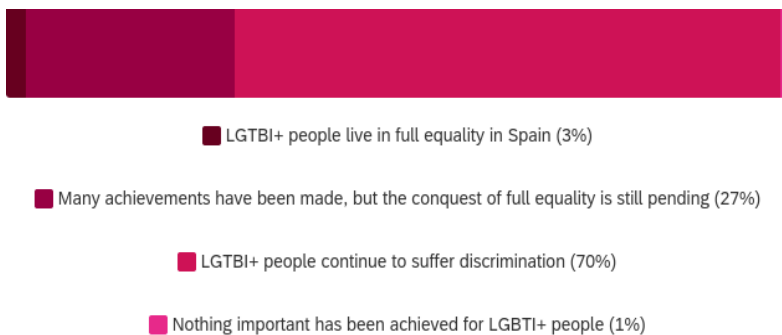 LGTBI+ people live in full equality in Spain (3%)
Many achievements have been made, but the conquest of full equality is still pending (27%)
LGTBI+ people continue to suffer discrimination (70%)
Nothing important has been achieved for LGBTI+ people (1%)